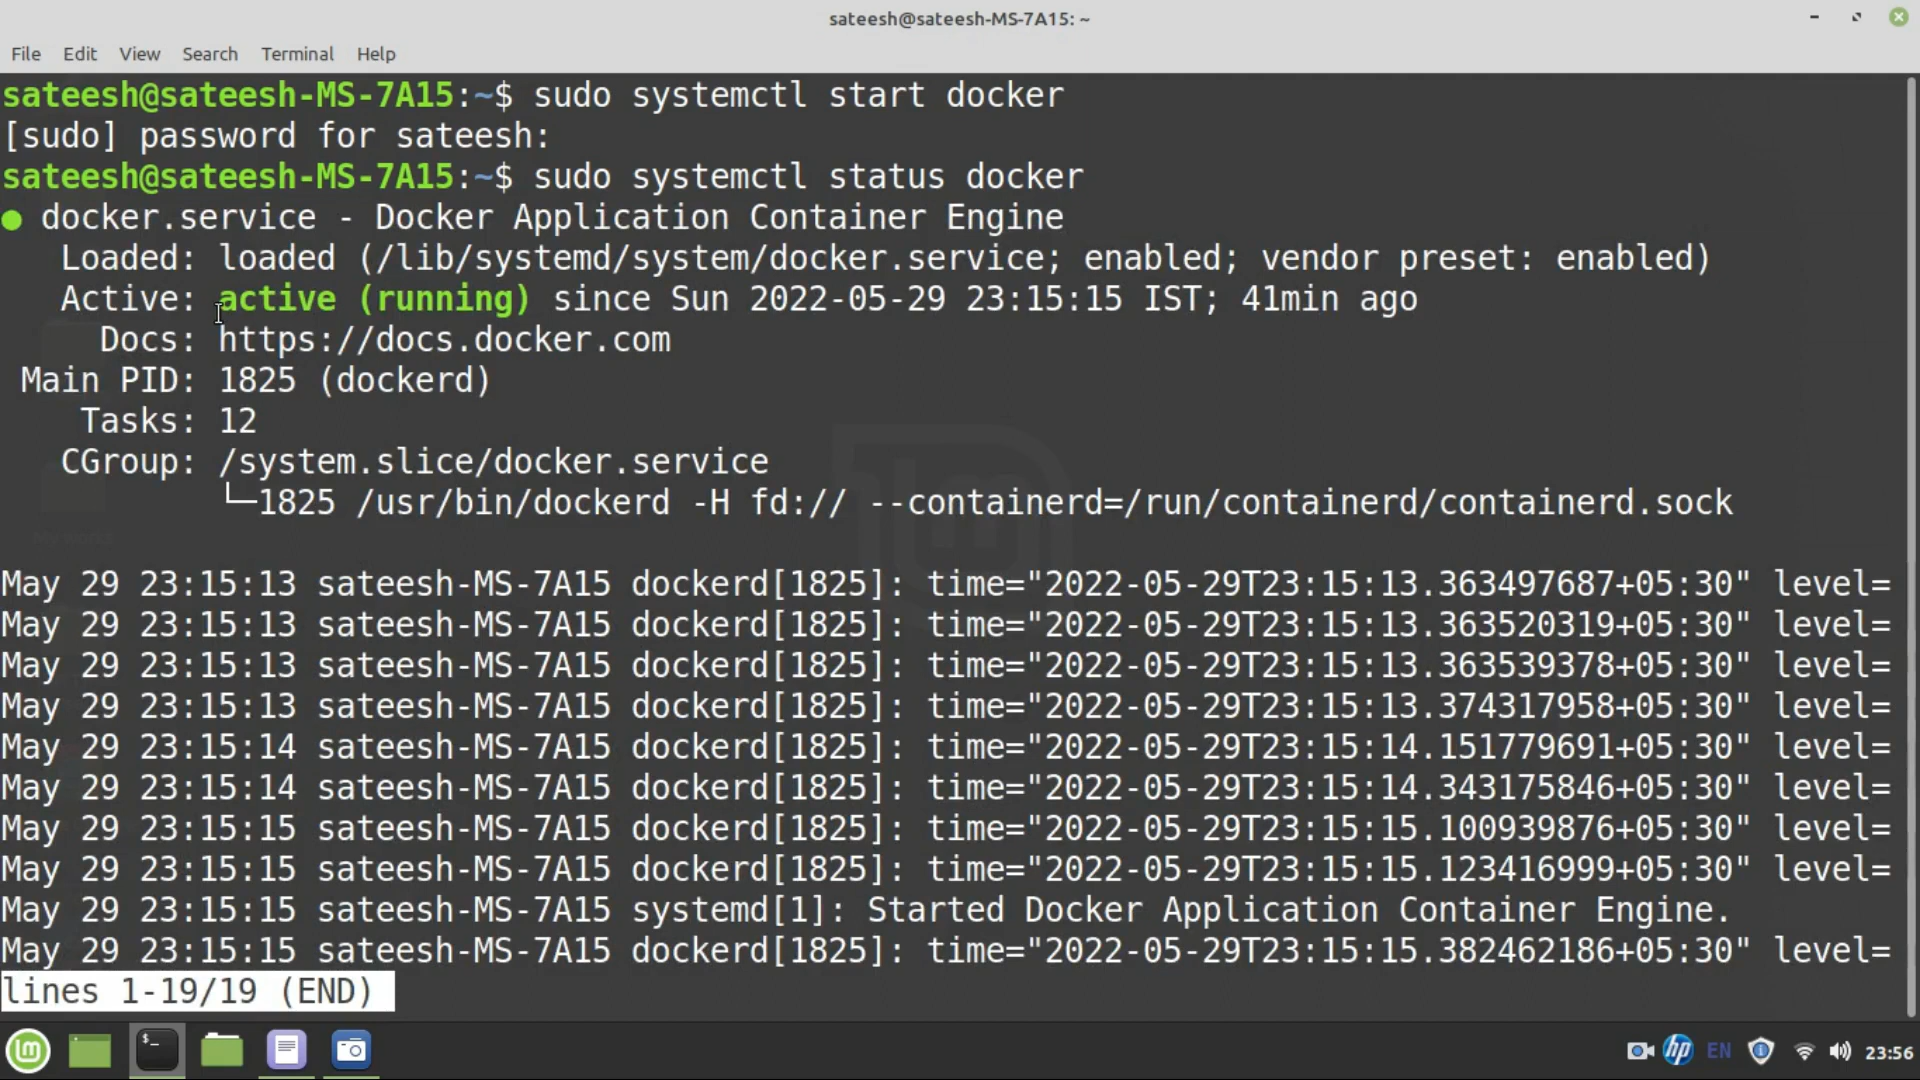 sateesh@sateesh-MS-7A15: ~
File Edit View Search Terminal Help
sateesh@sateesh-MS-7A15:~$ sudo systemctl start docker
[sudo] password for sateesh:
sateesh@sateesh-MS-7A15:~$ sudo systemctl status docker
● docker.service - Docker Application Container Engine
Loaded: loaded (/lib/systemd/system/docker.service; enabled; vendor preset: enabled)
Active: active (running) since Sun 2022-05-29 23:15:15 IST; 41min ago
Docs: https://docs.docker.com
Main PID: 1825 (dockerd)
Tasks: 12
CGroup: /system.slice/docker.service
└─1825 /usr/bin/dockerd -H fd:// --containerd=/run/containerd/containerd.sock
May 29 23:15:13 sateesh-MS-7A15 dockerd[1825]: time="2022-05-29T23:15:13.363497687+05:30" level=
May 29 23:15:13 sateesh-MS-7A15 dockerd[1825]: time="2022-05-29T23:15:13.363520319+05:30" level=
May 29 23:15:13 sateesh-MS-7A15 dockerd[1825]: time="2022-05-29T23:15:13.363539378+05:30" level=
May 29 23:15:13 sateesh-MS-7A15 dockerd[1825]: time="2022-05-29T23:15:13.374317958+05:30" level=
May 29 23:15:14 sateesh-MS-7A15 dockerd[1825]: time="2022-05-29T23:15:14.151779691+05:30" level=
May 29 23:15:14 sateesh-MS-7A15 dockerd[1825]: time="2022-05-29T23:15:14.343175846+05:30" level=
May 29 23:15:15 sateesh-MS-7A15 dockerd[1825]: time="2022-05-29T23:15:15.100939876+05:30" level=
May 29 23:15:15 sateesh-MS-7A15 dockerd[1825]: time="2022-05-29T23:15:15.123416999+05:30" level=
May 29 23:15:15 sateesh-MS-7A15 systemd[1]: Started Docker Application Container Engine.
May 29 23:15:15 sateesh-MS-7A15 dockerd[1825]: time="2022-05-29T23:15:15.382462186+05:30" level=
lines 1-19/19 (END)
$_ hp EN 23:56